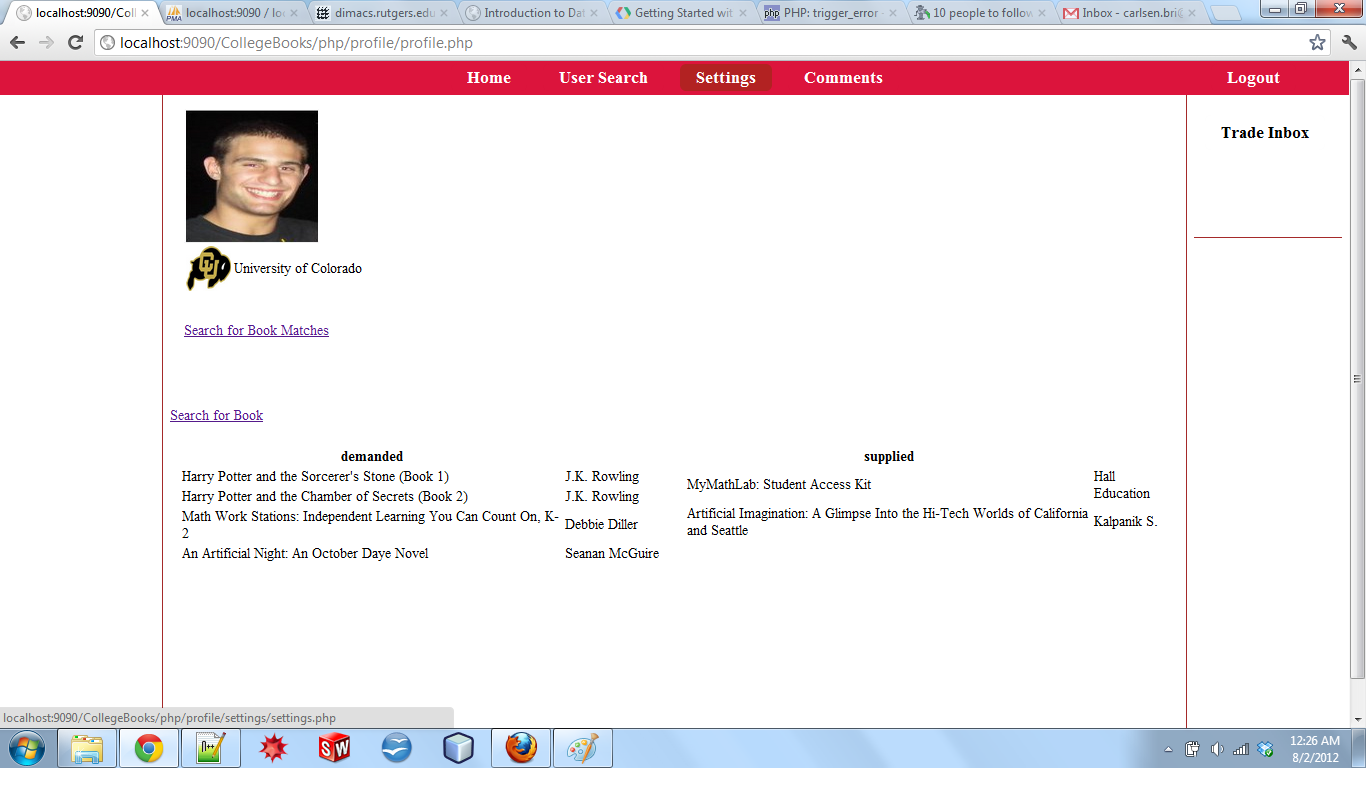 localhost:9090/Coll
localhost:9090 / loc
dimacs.rutgers.edu
Introduction to Dat
Getting Started wit
php PHP: trigger_error
10 people to follow
Inbox - carlsen.bri@
localhost:9090/CollegeBooks/php/profile/profile.php
Home User Search Settings Comments Logout
Trade Inbox
CU
University of Colorado
Search for Book Matches
Search for Book
demanded supplied
Harry Potter and the Sorcerer's Stone (Book 1) J.K. Rowling
Harry Potter and the Chamber of Secrets (Book 2) J.K. Rowling
Math Work Stations: Independent Learning You Can Count On, K-
2
Debbie Diller
An Artificial Night: An October Daye Novel Seanan McGuire
MyMathLab: Student Access Kit
Hall
Education
Artificial Imagination: A Glimpse Into the Hi-Tech Worlds of California
and Seattle
Kalpanik S.
localhost:9090/CollegeBooks/php/profile/settings/settings.php
12:26 AM
8/2/2012